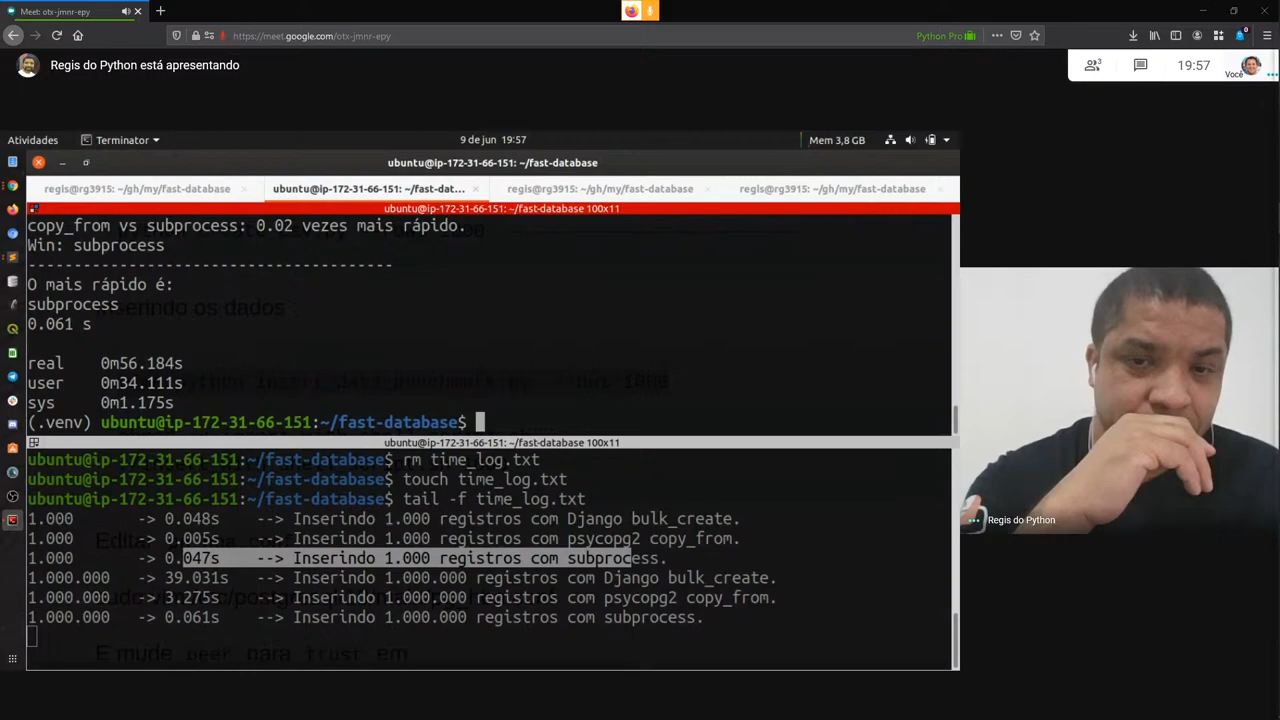 Meet: otx-jmnr-epy
https://meet.google.com/otx-jmnr-epy
Python Pro
Regis do Python está apresentando
3
19:57
Você
Atividades
Terminator
9 de jun 19:57
Mem 3,8 GB
ubuntu@ip-172-31-66-151: ~/fast-database
regis@rg3915: ~/gh/my/fast-database
ubuntu@ip-172-31-66-151: ~/fast-dat...
regis@rg3915: ~/gh/my/fast-database
regis@rg3915: ~/gh/my/fast-database
ubuntu@ip-172-31-66-151: ~/fast-database 100x11
copy_from vs subprocess: 0.02 vezes mais rápido.
Win: subprocess
----------------------------------------
O mais rápido é:
subprocess
inserindo os dados
0.061 s
real 0m56.184s
user 0m34.111s
sys 0m1.175s
(.venv) ubuntu@ip-172-31-66-151:~/fast-database$
ubuntu@ip-172-31-66-151: ~/fast-database 100x11
ubuntu@ip-172-31-66-151:~/fast-database$ rm time_log.txt
ubuntu@ip-172-31-66-151:~/fast-database$ touch time_log.txt
ubuntu@ip-172-31-66-151:~/fast-database$ tail -f time_log.txt
1.000 -> 0.048s --> Inserindo 1.000 registros com Django bulk_create.
1.000 -> 0.005s --> Inserindo 1.000 registros com psycopg2 copy_from.
1.000 -> 0.047s --> Inserindo 1.000 registros com subprocess.
1.000.000 -> 39.031s --> Inserindo 1.000.000 registros com Django bulk_create.
1.000.000 -> 3.275s --> Inserindo 1.000.000 registros com psycopg2 copy_from.
1.000.000 -> 0.061s --> Inserindo 1.000.000 registros com subprocess.
E mude peer para trust em
Regis do Python